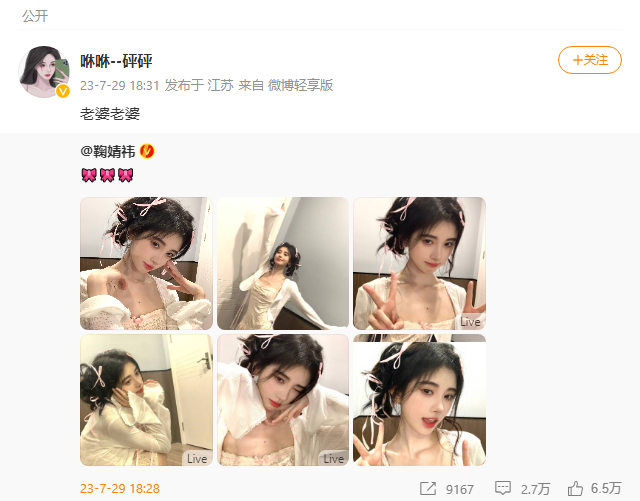 公开
咻咻--砰砰
+关注
23-7-29 18:31 发布于 江苏 来自 微博轻享版
老婆老婆
@鞠婧祎
🎀🎀🎀
Live
Live
Live
23-7-29 18:28
9167
2.7万
6.5万